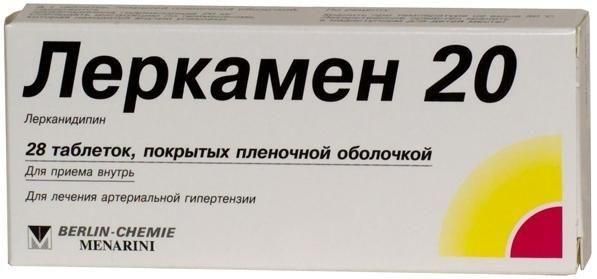 Леркамен 20
Лерканидипин
28 таблеток, покрытых пленочной оболочкой
Для приема внутрь
Для лечения артериальной гипертензии
BERLIN-CHEMIE
MENARINI